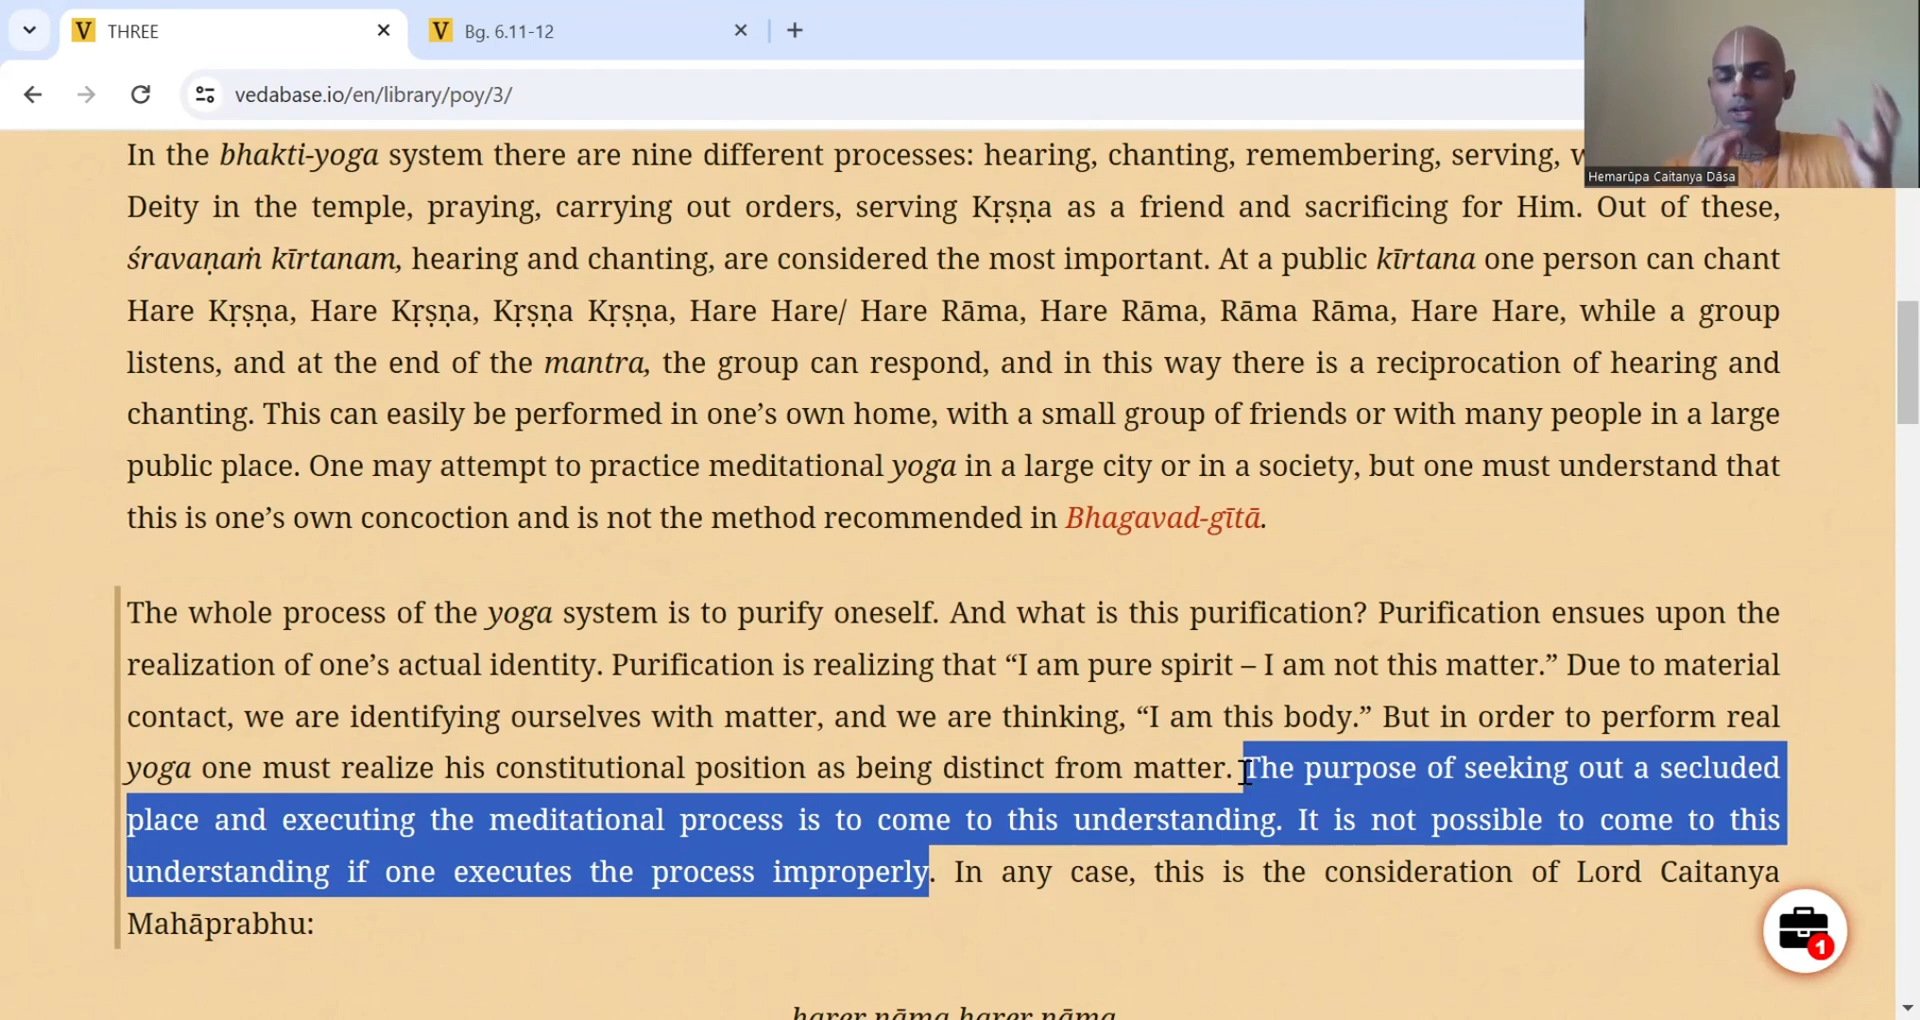 THREE
Bg. 6.11-12
vedabase.io/en/library/poy/3/
Hemarūpa Caitanya Dāsa
In the bhakti-yoga system there are nine different processes: hearing, chanting, remembering, serving,
Deity in the temple, praying, carrying out orders, serving Kṛṣṇa as a friend and sacrificing for Him. Out of these,
śravaṇaṁ kīrtanam, hearing and chanting, are considered the most important. At a public kīrtana one person can chant
Hare Kṛṣṇa, Hare Kṛṣṇa, Kṛṣṇa Kṛṣṇa, Hare Hare/ Hare Rāma, Hare Rāma, Rāma Rāma, Hare Hare, while a group
listens, and at the end of the mantra, the group can respond, and in this way there is a reciprocation of hearing and
chanting. This can easily be performed in one’s own home, with a small group of friends or with many people in a large
public place. One may attempt to practice meditational yoga in a large city or in a society, but one must understand that
this is one’s own concoction and is not the method recommended in Bhagavad-gītā.
The whole process of the yoga system is to purify oneself. And what is this purification? Purification ensues upon the
realization of one’s actual identity. Purification is realizing that “I am pure spirit – I am not this matter.” Due to material
contact, we are identifying ourselves with matter, and we are thinking, “I am this body.” But in order to perform real
yoga one must realize his constitutional position as being distinct from matter. The purpose of seeking out a secluded
place and executing the meditational process is to come to this understanding. It is not possible to come to this
understanding if one executes the process improperly. In any case, this is the consideration of Lord Caitanya
Mahāprabhu:
1
harer nāma harer nāma